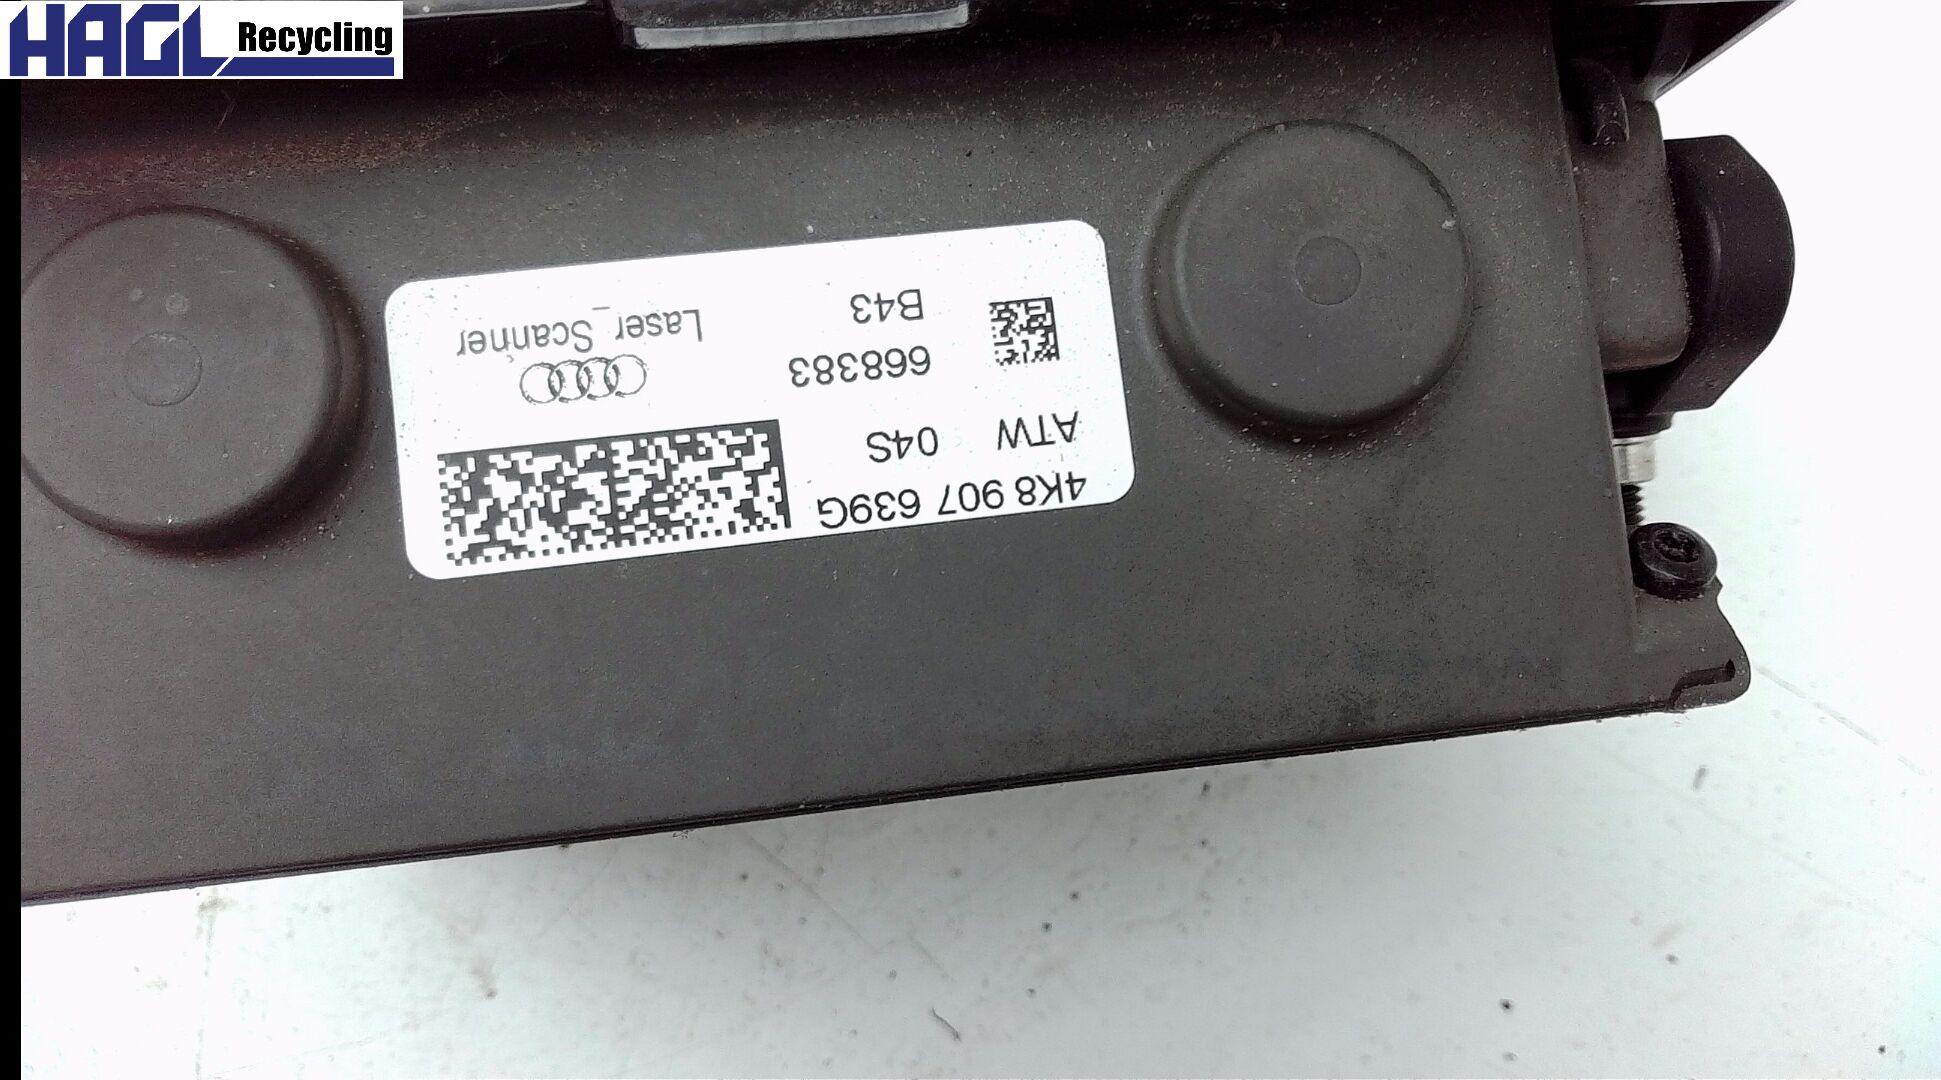 HAGL Recycling
4K8 907 639G
ATW 04S
668383
B43
Laser_Scanner